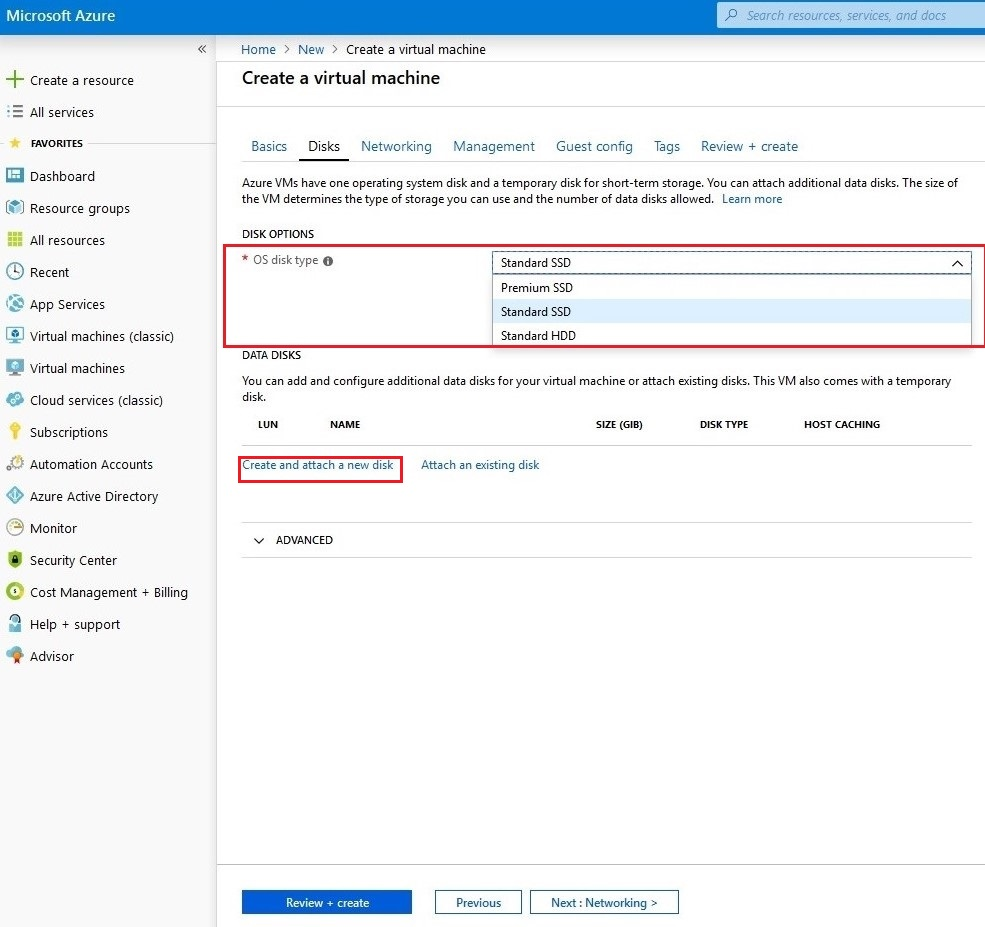 Microsoft Azure
Search resources, services, and docs
«
Home > New > Create a virtual machine
Create a resource
All services
FAVORITES
Dashboard
Resource groups
All resources
Recent
App Services
Virtual machines (classic)
Virtual machines
Cloud services (classic)
Subscriptions
Automation Accounts
Azure Active Directory
Monitor
Security Center
Cost Management + Billing
Help + support
Advisor
Create a virtual machine
Basics Disks Networking Management Guest config Tags Review + create
Azure VMs have one operating system disk and a temporary disk for short-term storage. You can attach additional data disks. The size of
the VM determines the type of storage you can use and the number of data disks allowed. Learn more
DISK OPTIONS
* OS disk type
Standard SSD
Premium SSD
Standard SSD
Standard HDD
DATA DISKS
You can add and configure additional data disks for your virtual machine or attach existing disks. This VM also comes with a temporary
disk.
LUN NAME SIZE (GIB) DISK TYPE HOST CACHING
Create and attach a new disk Attach an existing disk
ADVANCED
Review + create Previous Next : Networking >